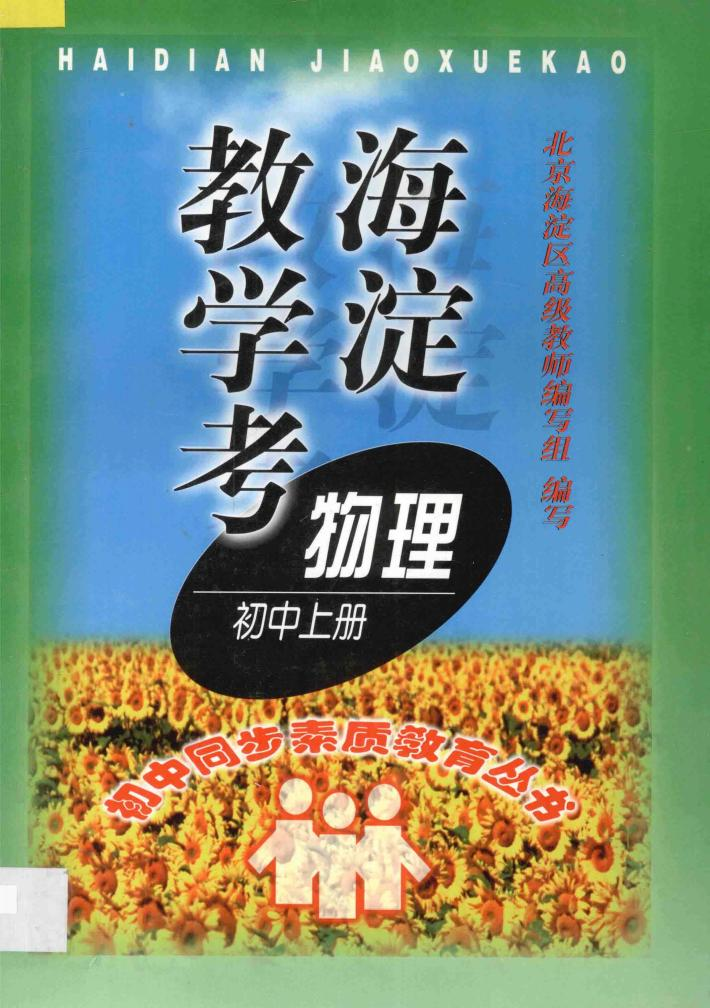 HAIDIAN JIAOXUEKAO
海淀
教学考
北京海淀区高级教师编写组 编写
物理
初中上册
初中同步素质教育丛书